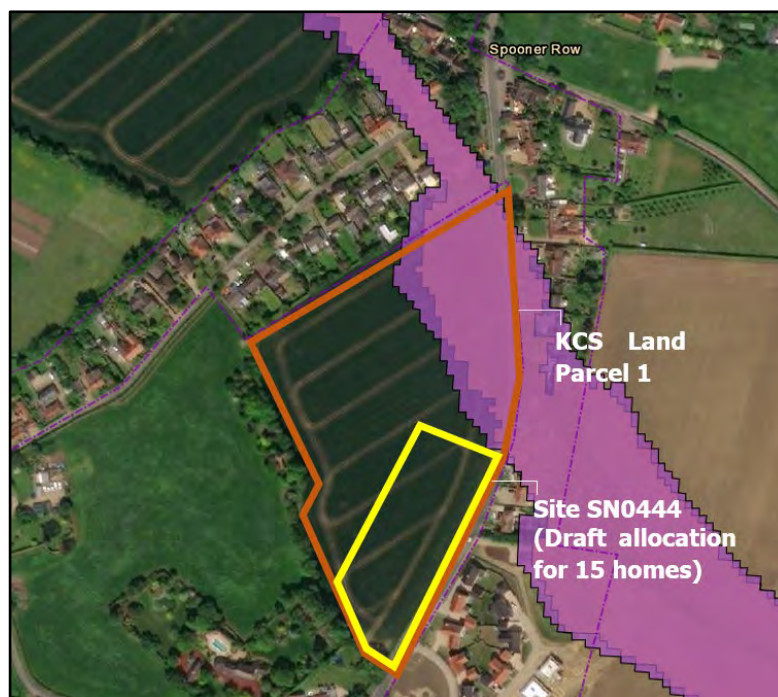 Spooner Row
KCS Land
Parcel 1
Site SN0444
(Draft allocation
for 15 homes)